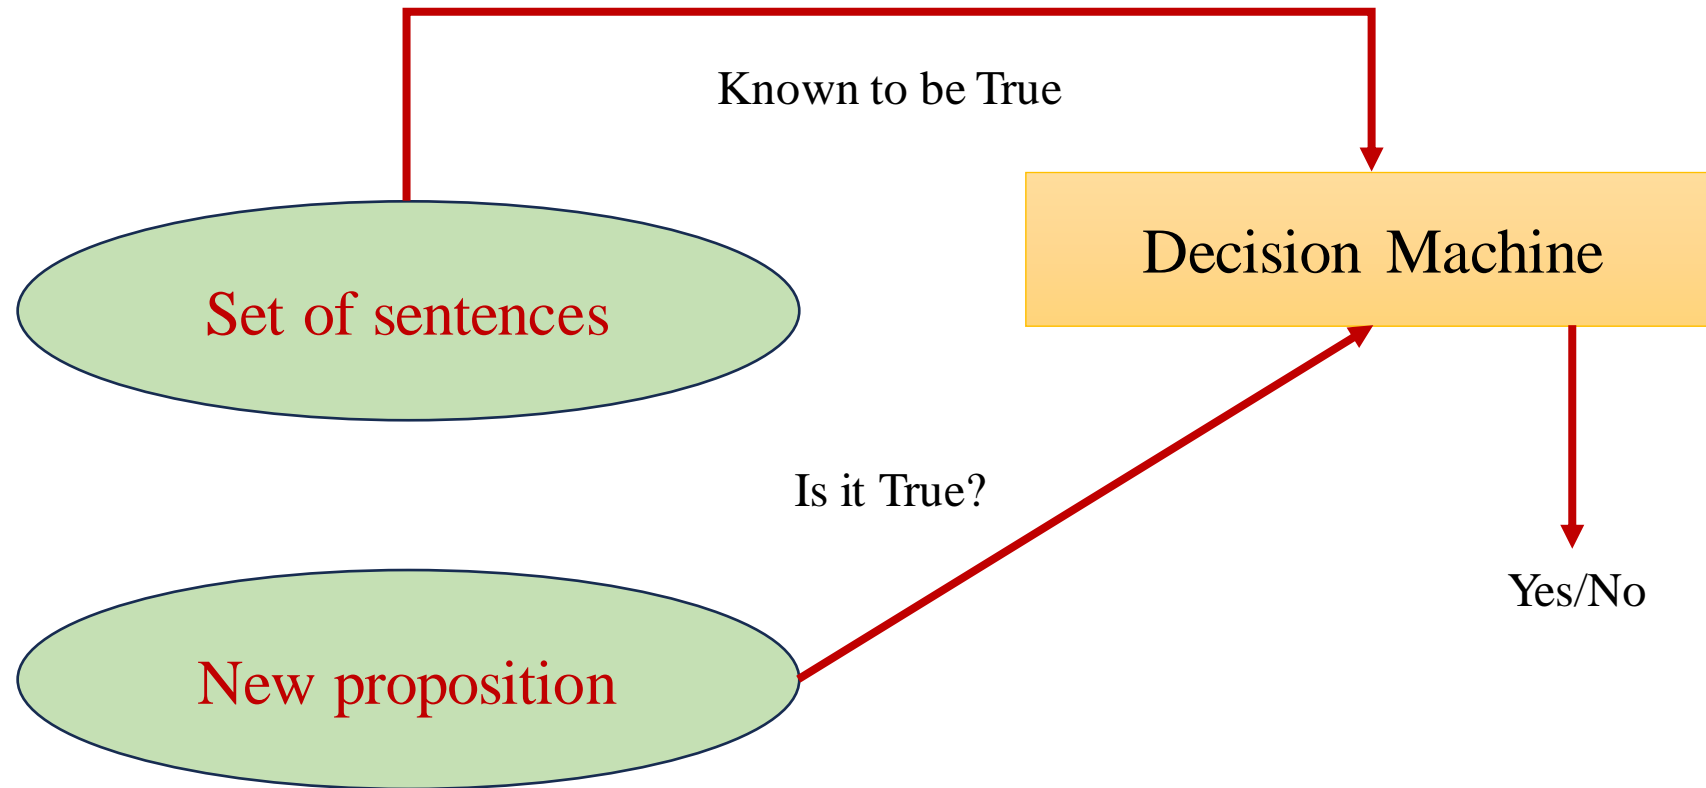 Known to be True
Decision Machine
Set of sentences
Is it True?
Yes/No
New proposition